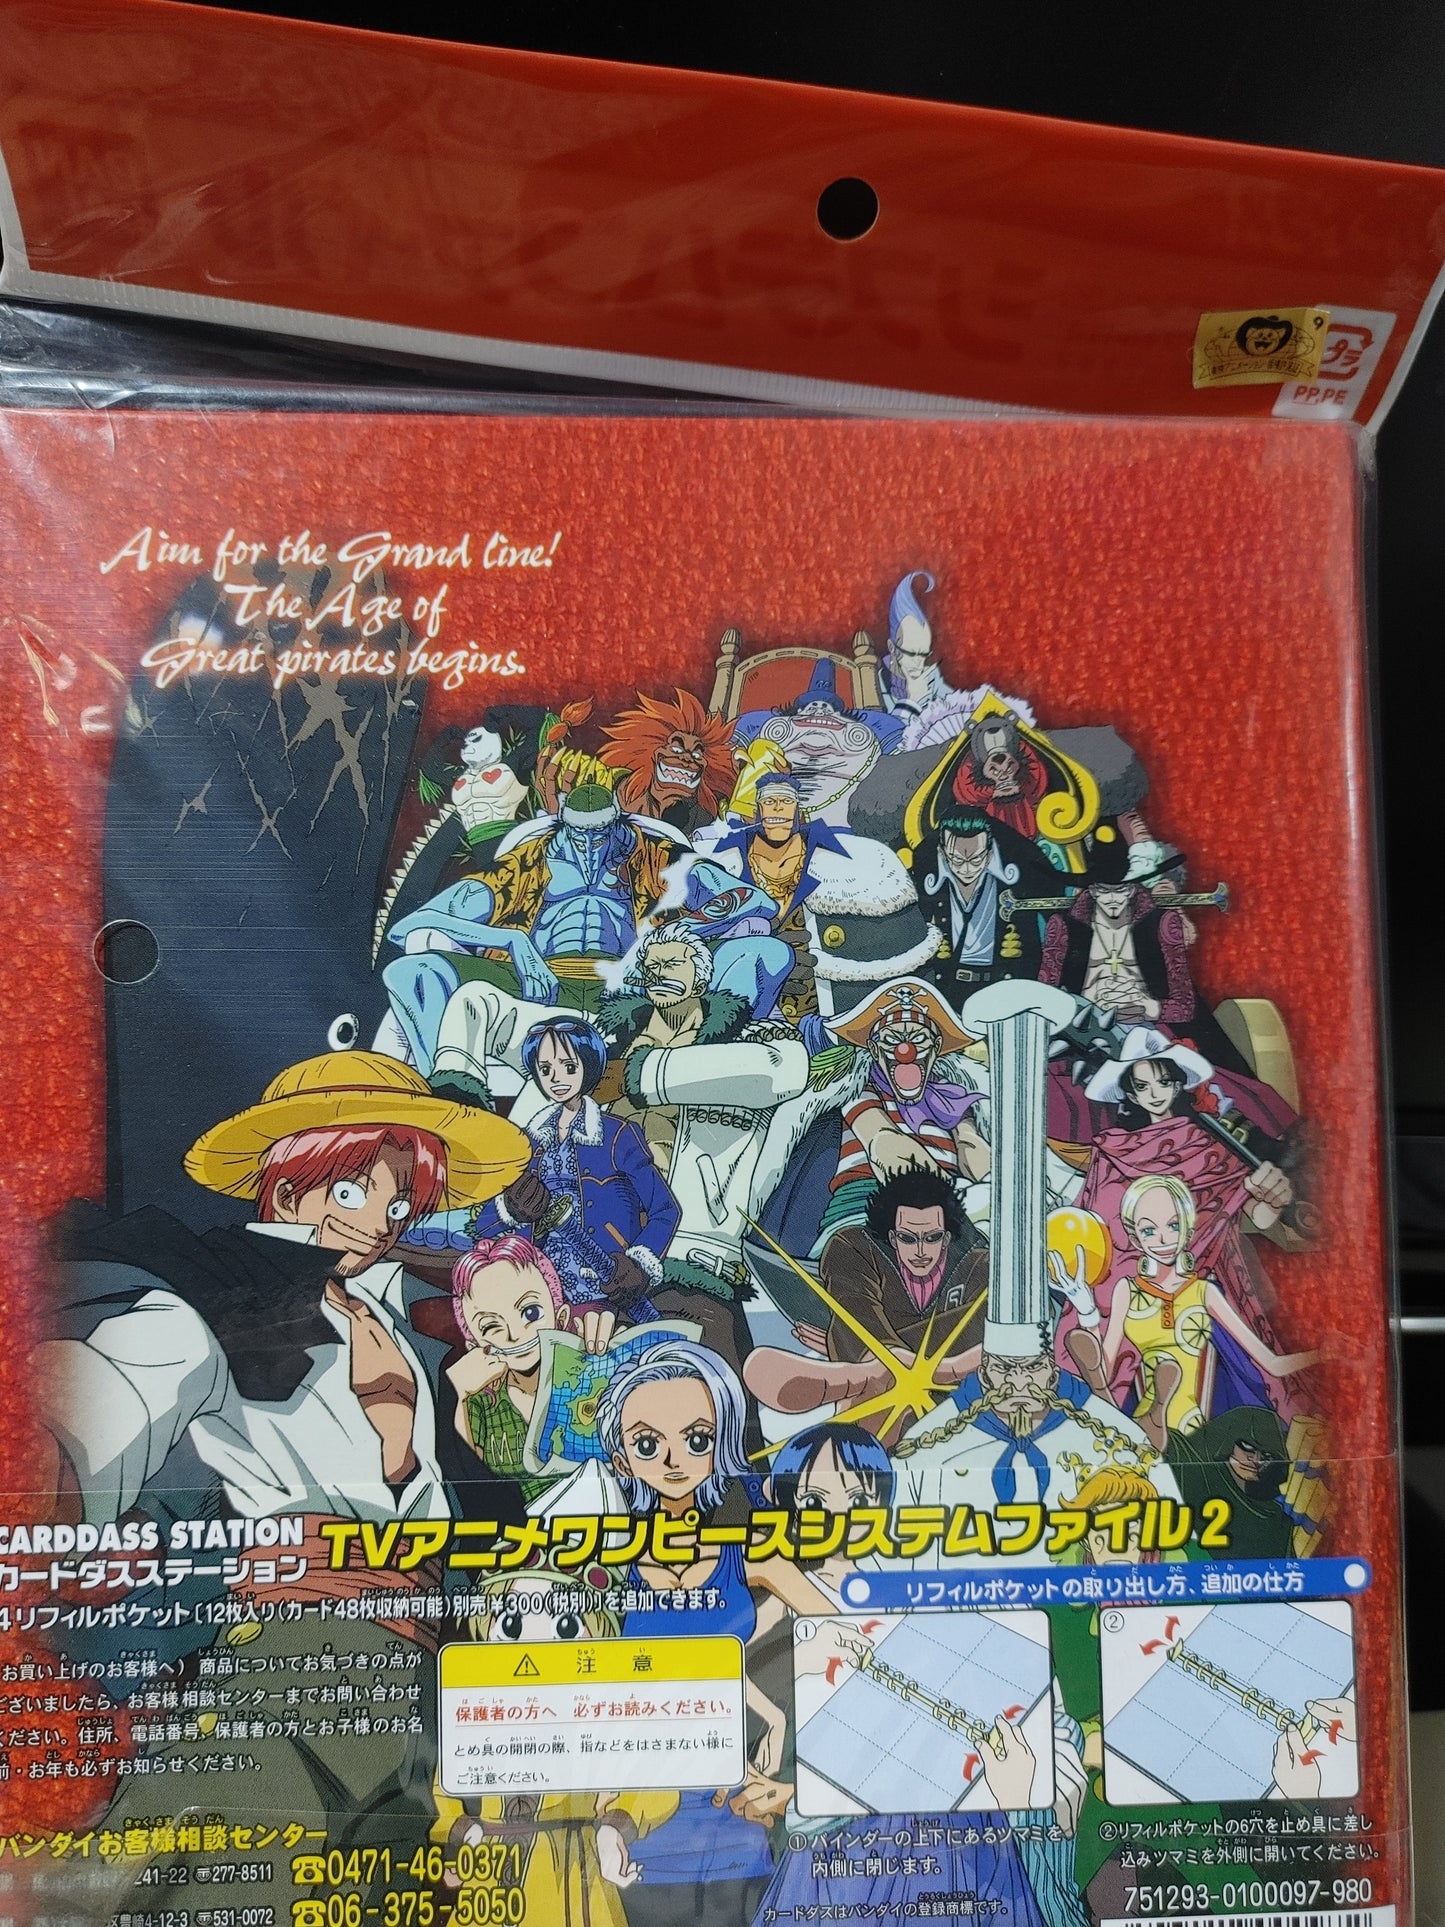 9
プラ
PP,PE
Aim for the Grand line!
The Age of
Great pirates begins.
CARDDASS STATION
カードダスステーション
TVアニメワンピースシステムファイル2
4リフィルポケット〔12枚入り(カード48枚収納可能)別売¥300(税別)〕を追加できます。
お買い上げのお客様へ) 商品についてお気づきの点が
ございましたら、お客様相談センターまでお問い合わせ
ください。住所、電話番号、保護者の方とお子様のお名
前・お年も必ずお知らせください。
バンダイお客様相談センター
41-22 〒277-8511 ☎0471-46-0371
4-12-3 〒531-0072 ☎06-375-5050
⚠ 注意
保護者の方へ 必ずお読みください。
とめ具の開閉の際、指などをはさまない様に
ご注意ください。
リフィルポケットの取り出し方、追加の仕方
①
②
①バインダーの上下にあるツマミを、
内側に閉じます。
②リフィルポケットの6穴を止め具に差し
込みツマミを外側に開いてください。
カードダスはバンダイの登録商標です。
751293-0100097-980